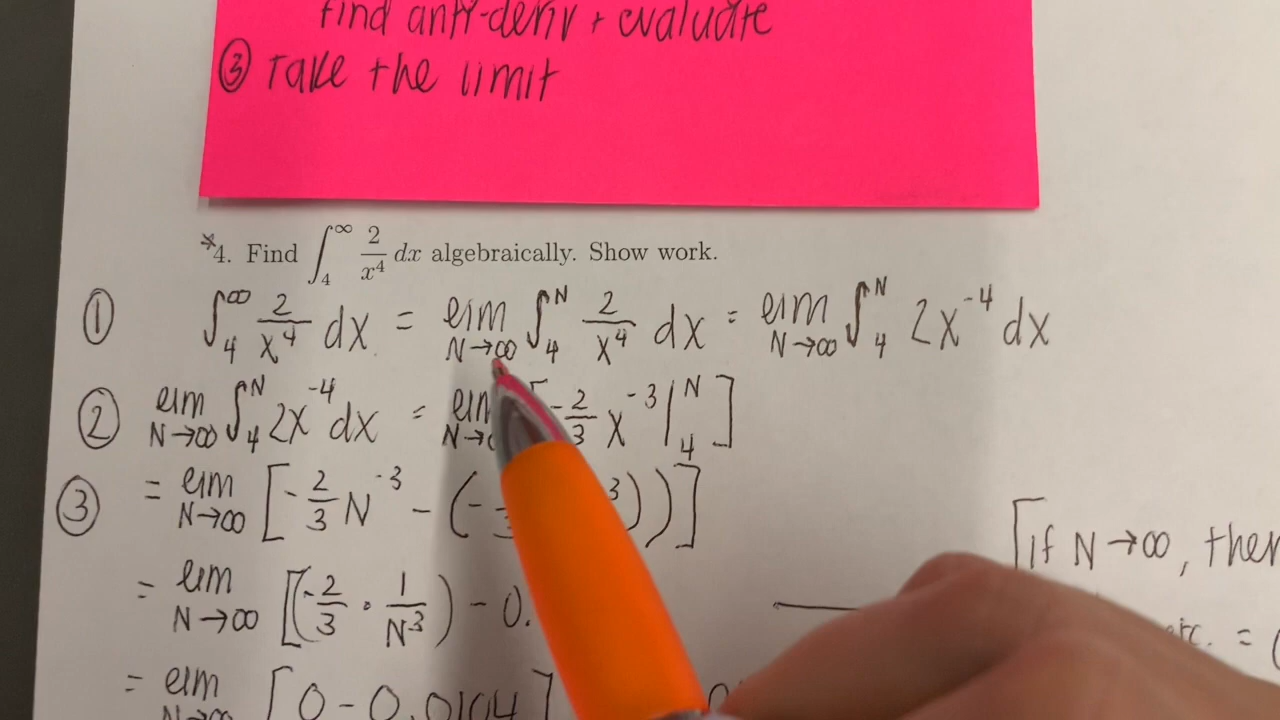 find anti-deriv + evaluate
③ Take the limit
*4. Find ∫₄^∞ 2/x⁴ dx algebraically. Show work.
① ∫₄^∞ 2/x⁴ dx = lim N→∞ ∫₄^N 2/x⁴ dx = lim N→∞ ∫₄^N 2x⁻⁴ dx
② lim N→∞ ∫₄^N 2x⁻⁴ dx = [-2/3 x⁻³ |₄^N]
③ = lim N→∞ [-2/3 N⁻³ - (-
= lim N→∞ [(-2/3 · 1/N³) - 0.
[if N→∞, then
etc. =
= lim N→∞ [0 - 0.0104]